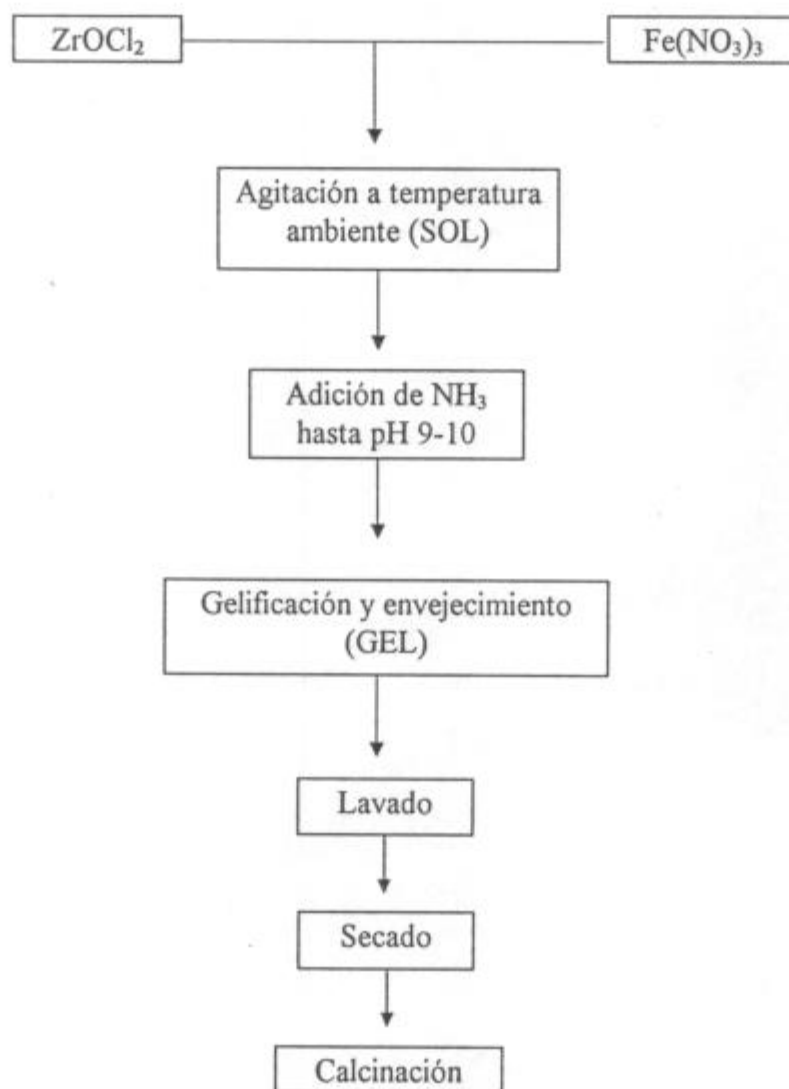 ZrOCl₂
Fe(NO₃)₃
Agitación a temperatura
ambiente (SOL)
Adición de NH₃
hasta pH 9-10
Gelificación y envejecimiento
(GEL)
Lavado
Secado
Calcinación